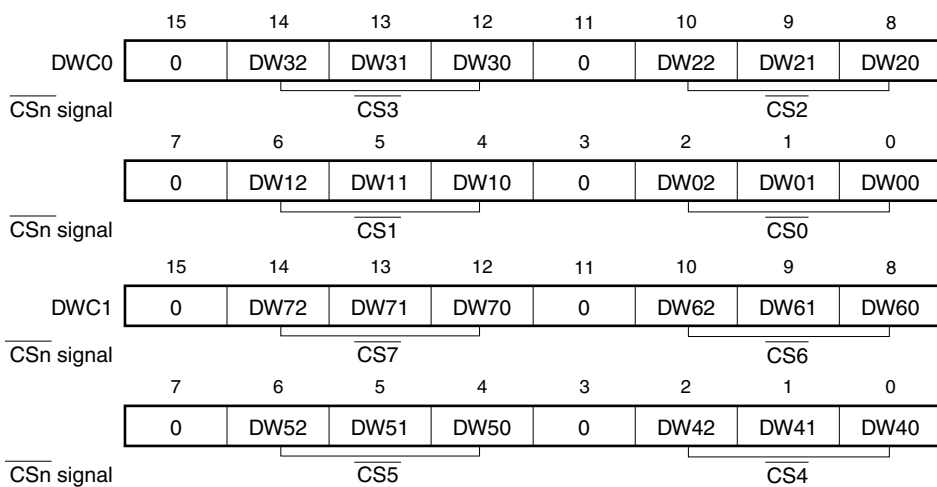 15 14 13 12 11 10 9 8
DWC0 0 DW32 DW31 DW30 0 DW22 DW21 DW20
CSn signal CS3 CS2
7 6 5 4 3 2 1 0
0 DW12 DW11 DW10 0 DW02 DW01 DW00
CSn signal CS1 CS0
15 14 13 12 11 10 9 8
DWC1 0 DW72 DW71 DW70 0 DW62 DW61 DW60
CSn signal CS7 CS6
7 6 5 4 3 2 1 0
0 DW52 DW51 DW50 0 DW42 DW41 DW40
CSn signal CS5 CS4